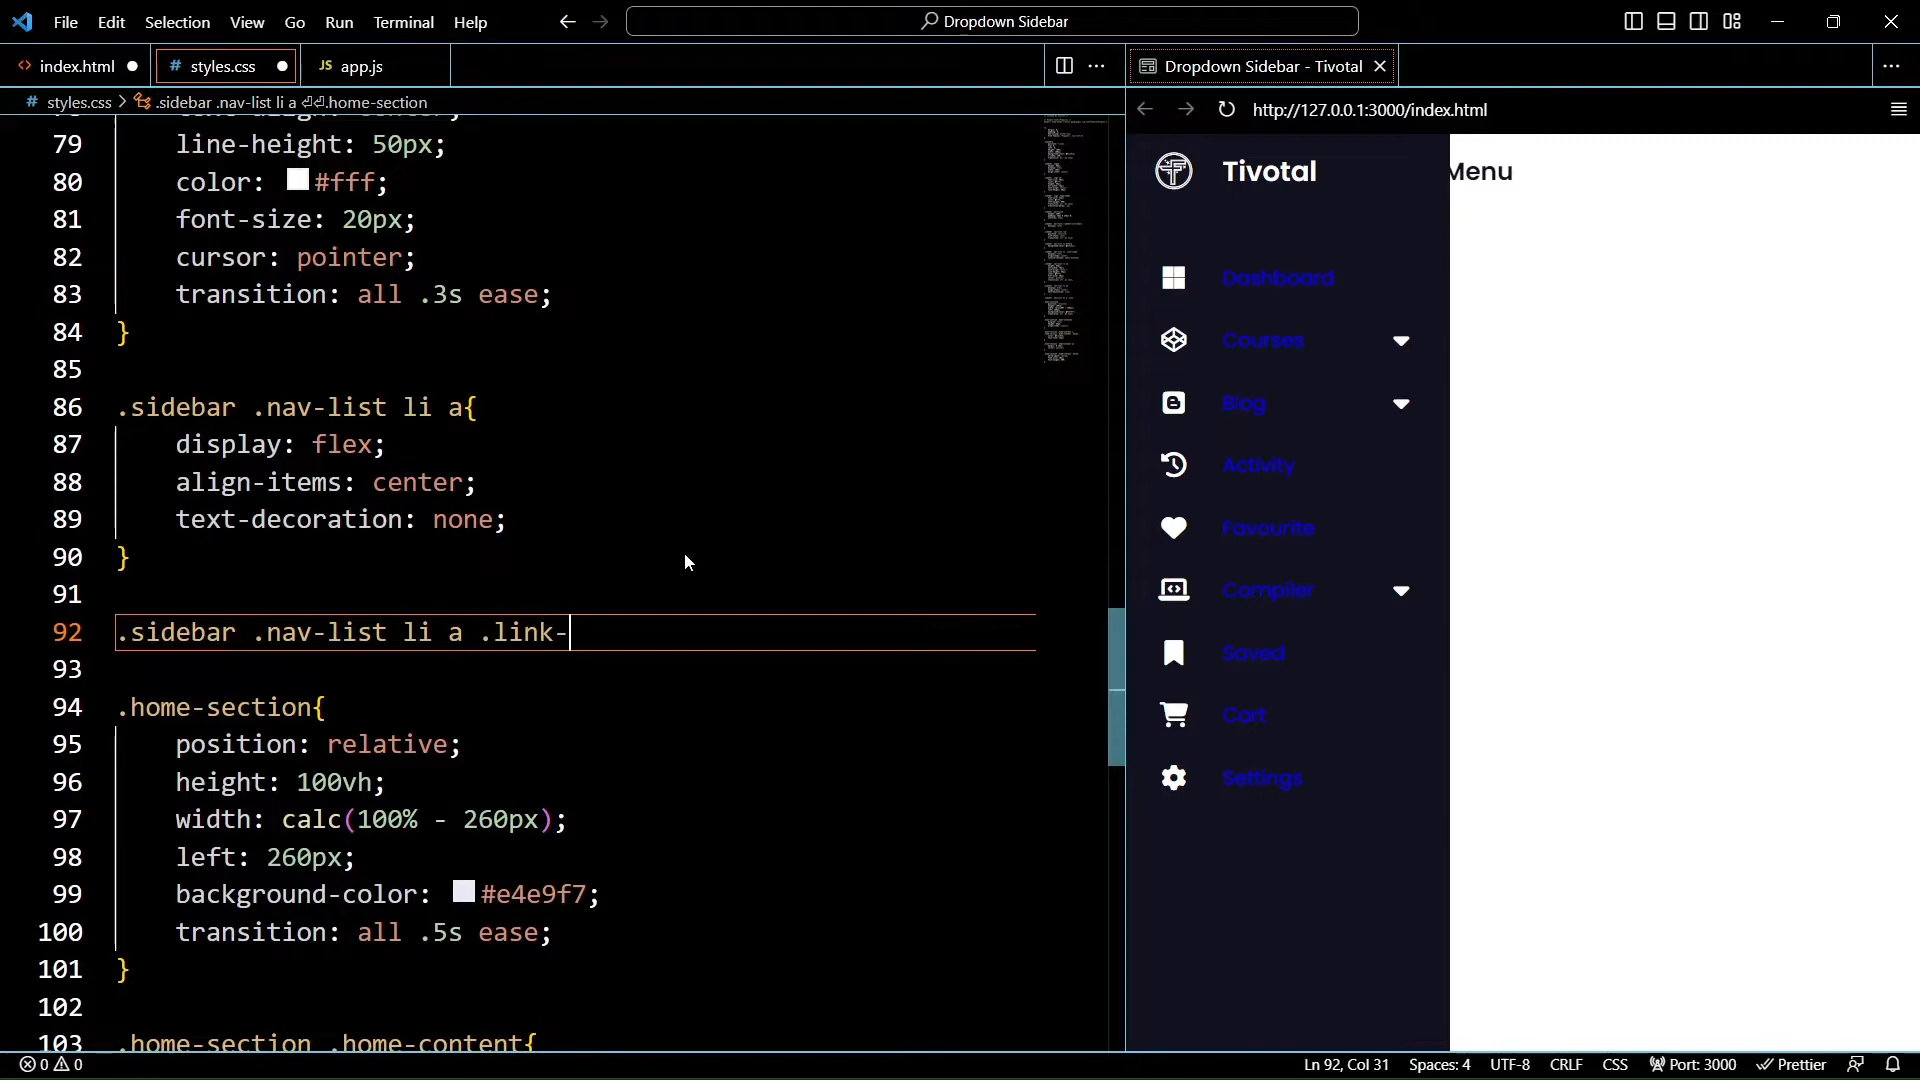 File Edit Selection View Go Run Terminal Help
Dropdown Sidebar
index.html
# styles.css
JS app.js
Dropdown Sidebar - Tivotal
# styles.css > .sidebar .nav-list li a ⏎⏎.home-section
http://127.0.0.1:3000/index.html
79 line-height: 50px;
80 color: #fff;
81 font-size: 20px;
82 cursor: pointer;
83 transition: all .3s ease;
84 }
85
86 .sidebar .nav-list li a{
87 display: flex;
88 align-items: center;
89 text-decoration: none;
90 }
91
92 .sidebar .nav-list li a .link-
93
94 .home-section{
95 position: relative;
96 height: 100vh;
97 width: calc(100% - 260px);
98 left: 260px;
99 background-color: #e4e9f7;
100 transition: all .5s ease;
101 }
102
103 .home-section .home-content{
Tivotal
Menu
Dashboard
Courses
Blog
Activity
Favourite
Compiler
Saved
Cart
Settings
0 0
Ln 92, Col 31 Spaces: 4 UTF-8 CRLF CSS Port: 3000 Prettier